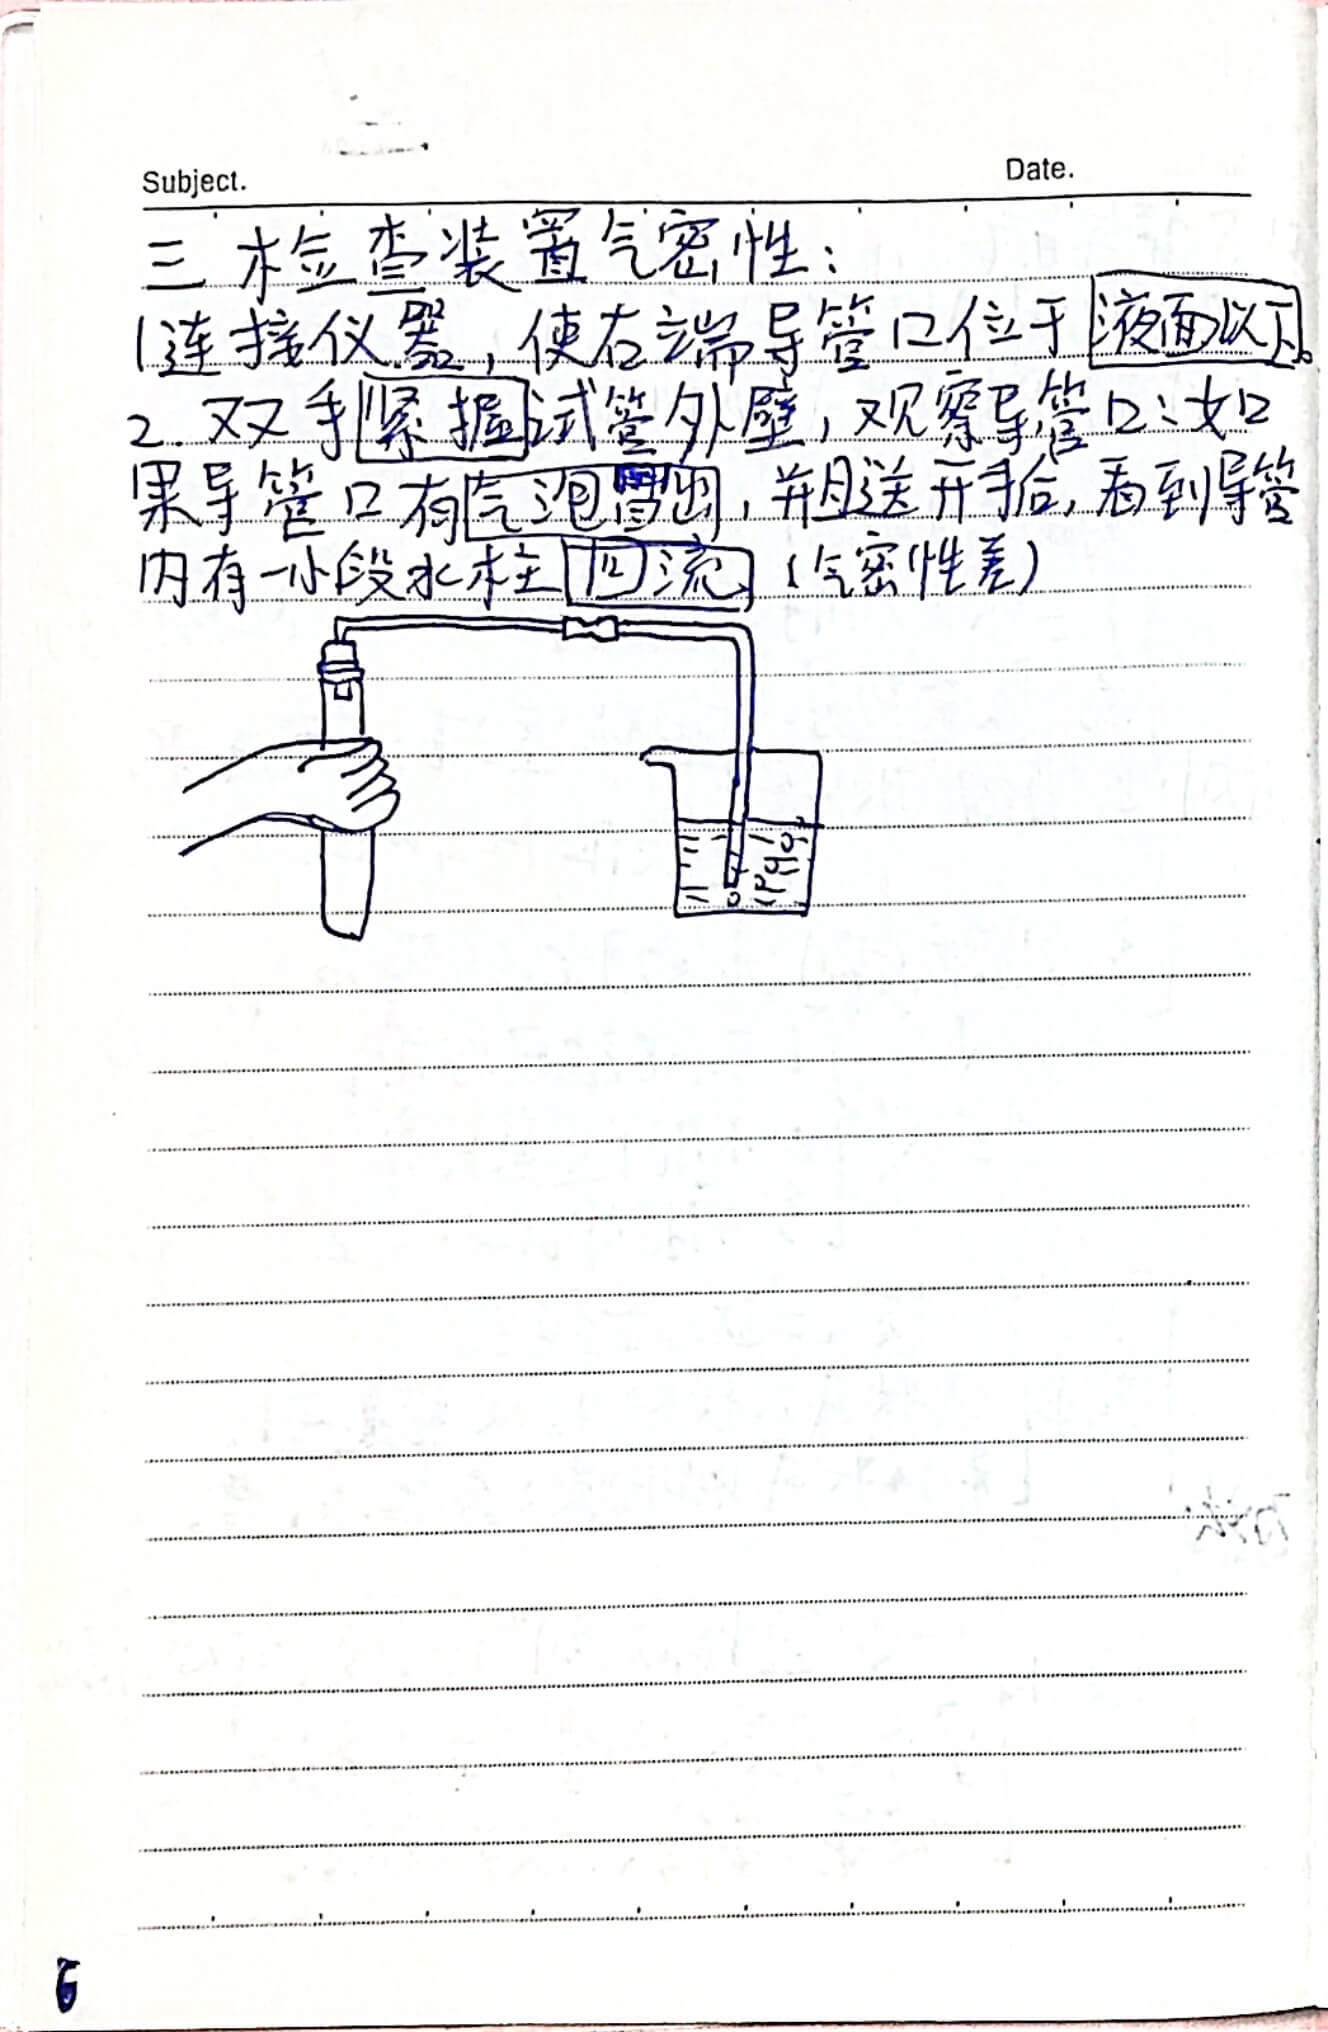 Subject.
Date.
三 检查装置气密性：
1连接仪器，使右端导管口位于液面以下。
2. 双手紧握试管外壁，观察导管口：如
果导管口有气泡冒出，并且送开手后，看到导管
内有一小段水柱回流（气密性差）
6